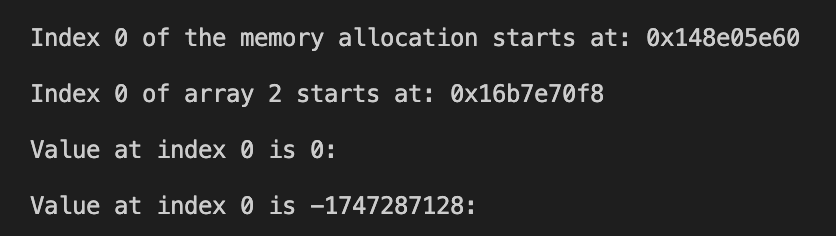 Index 0 of the memory allocation starts at: 0x148e05e60
Index 0 of array 2 starts at: 0x16b7e70f8
Value at index 0 is 0:
Value at index 0 is -1747287128: